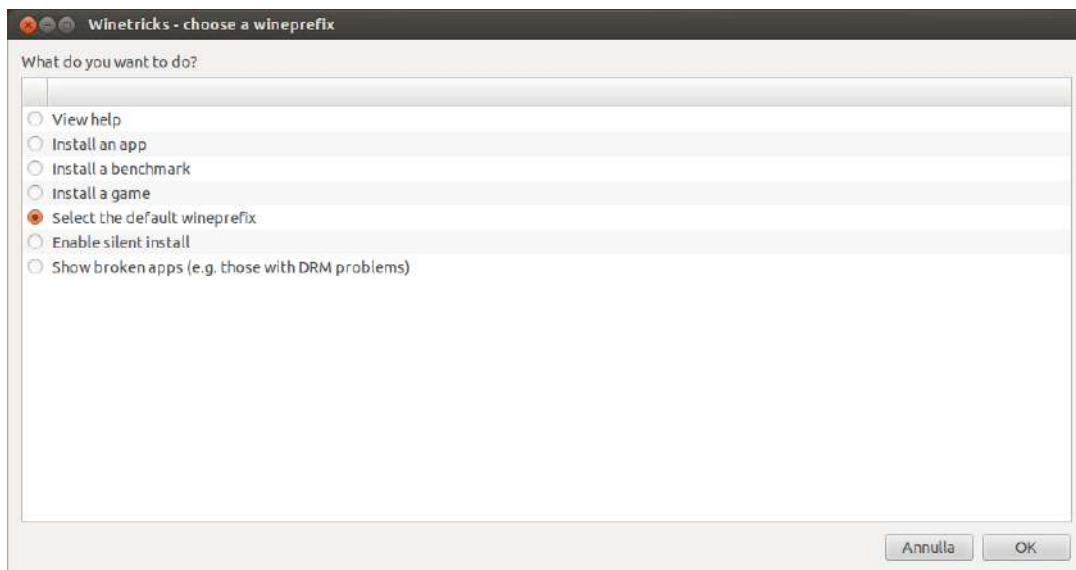 Winetricks - choose a wineprefix
What do you want to do?
View help
Install an app
Install a benchmark
Install a game
Select the default wineprefix
Enable silent install
Show broken apps (e.g. those with DRM problems)
Annulla OK